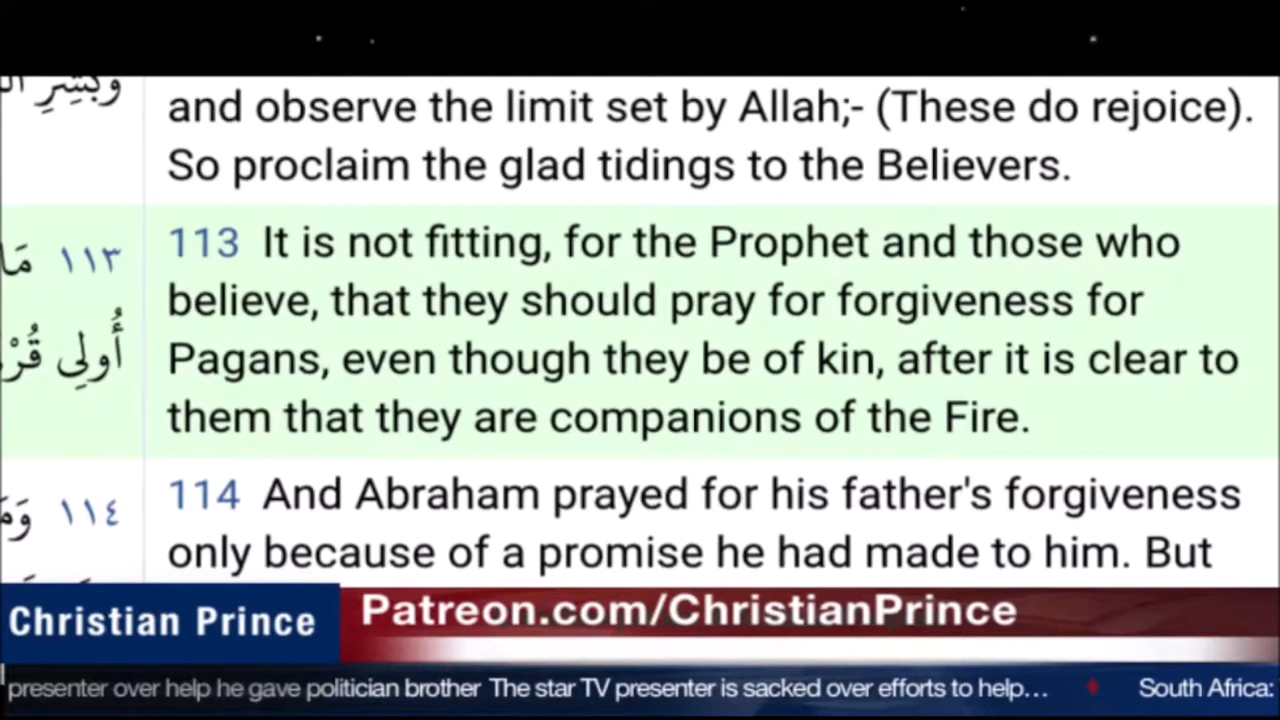 and observe the limit set by Allah;- (These do rejoice).
So proclaim the glad tidings to the Believers.
١١٣ مَا
113 It is not fitting, for the Prophet and those who
believe, that they should pray for forgiveness for
أُولِي
Pagans, even though they be of kin, after it is clear to
them that they are companions of the Fire.
١١٤
114 And Abraham prayed for his father's forgiveness
only because of a promise he had made to him. But
Christian Prince
Patreon.com/ChristianPrince
presenter over help he gave politician brother The star TV presenter is sacked over efforts to help... South Africa: